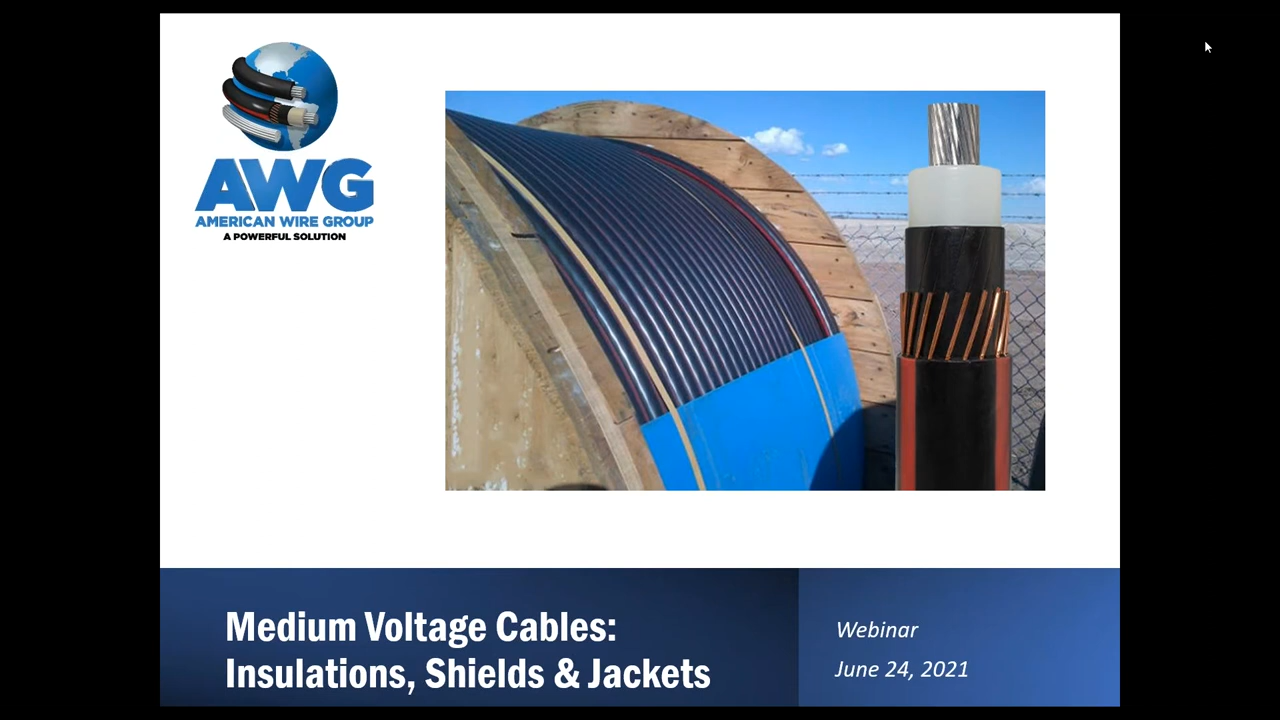 AWG
AMERICAN WIRE GROUP
A POWERFUL SOLUTION
Medium Voltage Cables:
Insulations, Shields & Jackets
Webinar
June 24, 2021